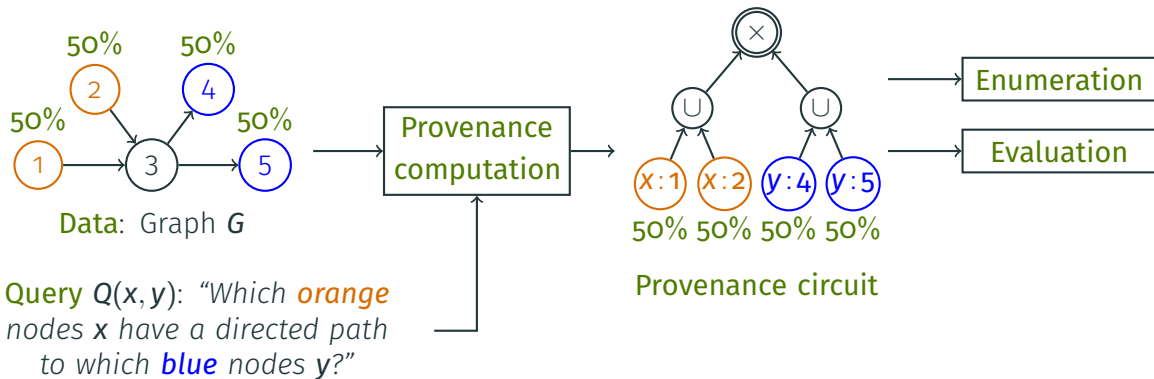 50% 50%
2 4
50% 50%
1 3 5
Data: Graph G
Query Q(x, y): “Which orange
nodes x have a directed path
to which blue nodes y?”
Provenance
computation
×
∪ ∪
x:1 x:2 y:4 y:5
50% 50% 50% 50%
Provenance circuit
Enumeration
Evaluation